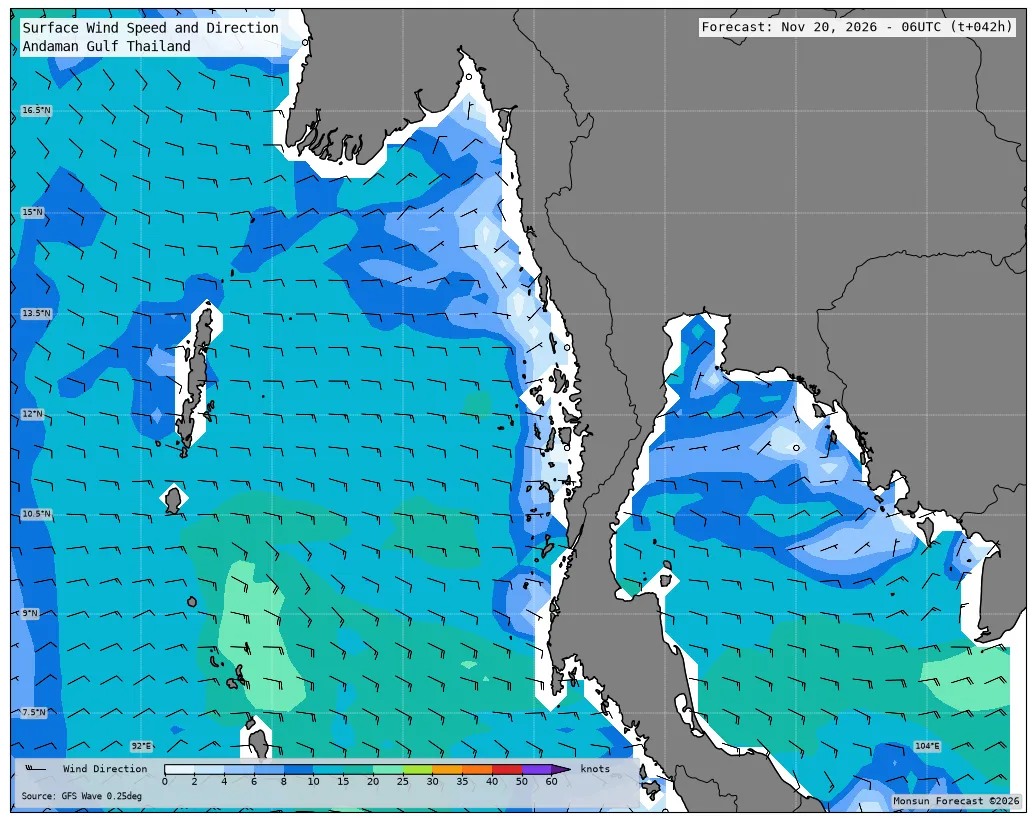 Surface Wind Speed and Direction
Andaman Gulf Thailand
Forecast: Nov 20, 2026 - 06UTC (t+042h)
16.5°N
15°N
13.5°N
12°N
10.5°N
9°N
7.5°N
92°E
104°E
Wind Direction
0 2 4 6 8 10 15 20 25 30 35 40 50 60
knots
Source: GFS Wave 0.25deg
Monsun Forecast ©2026